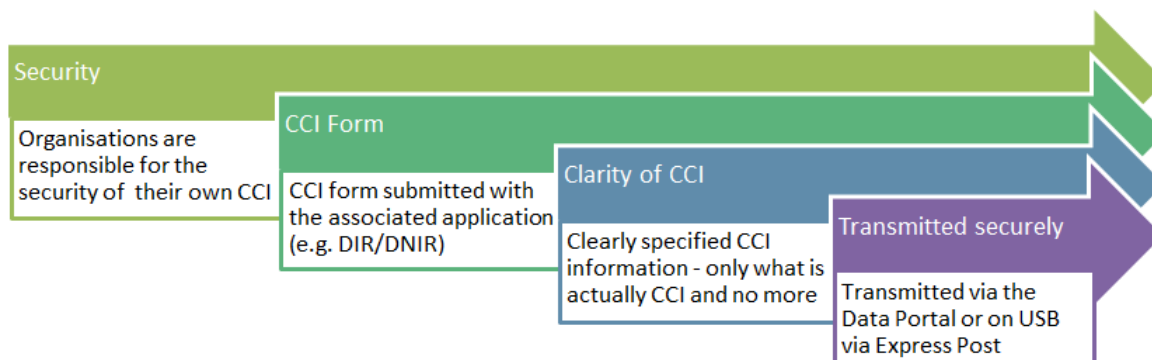 Security
Organisations are
responsible for the
security of their own CCI
CCI Form
CCI form submitted with
the associated application
(e.g. DIR/DNIR)
Clarity of CCI
Clearly specified CCI
information - only what is
actually CCI and no more
Transmitted securely
Transmitted via the
Data Portal or on USB
via Express Post